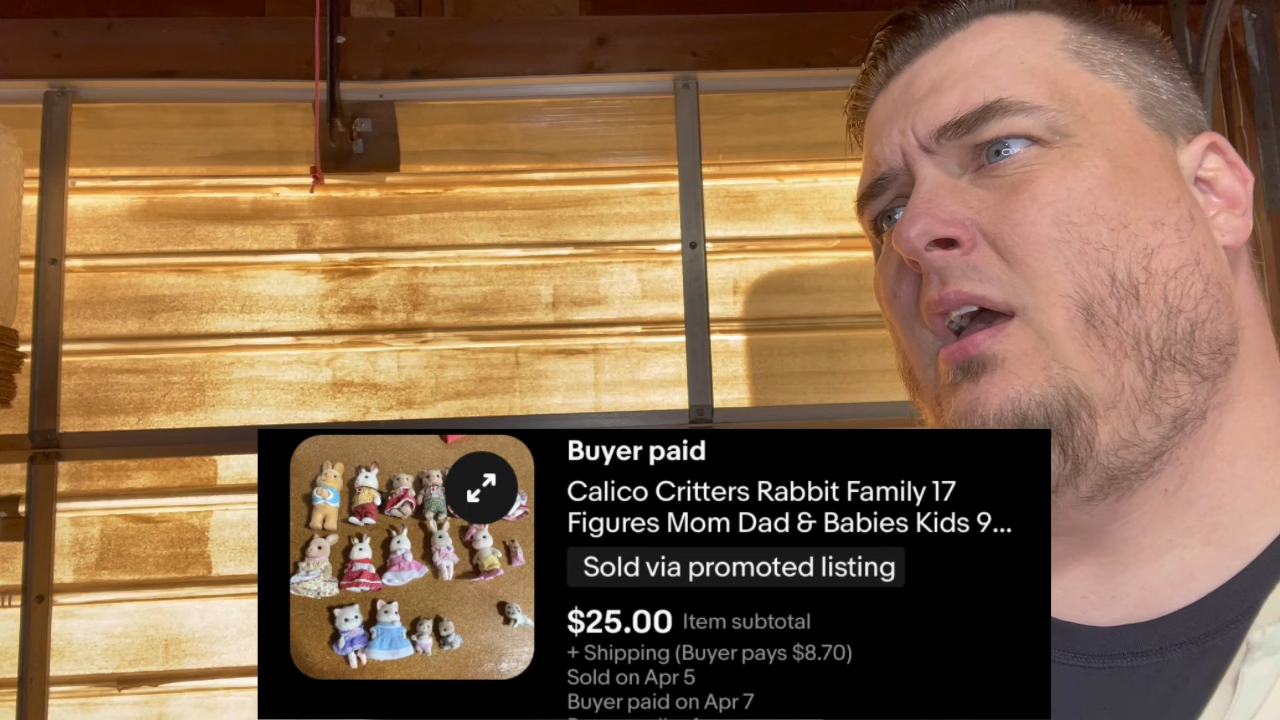 Buyer paid
Calico Critters Rabbit Family 17
Figures Mom Dad & Babies Kids 9...
Sold via promoted listing
$25.00 Item subtotal
+ Shipping (Buyer pays $8.70)
Sold on Apr 5
Buyer paid on Apr 7